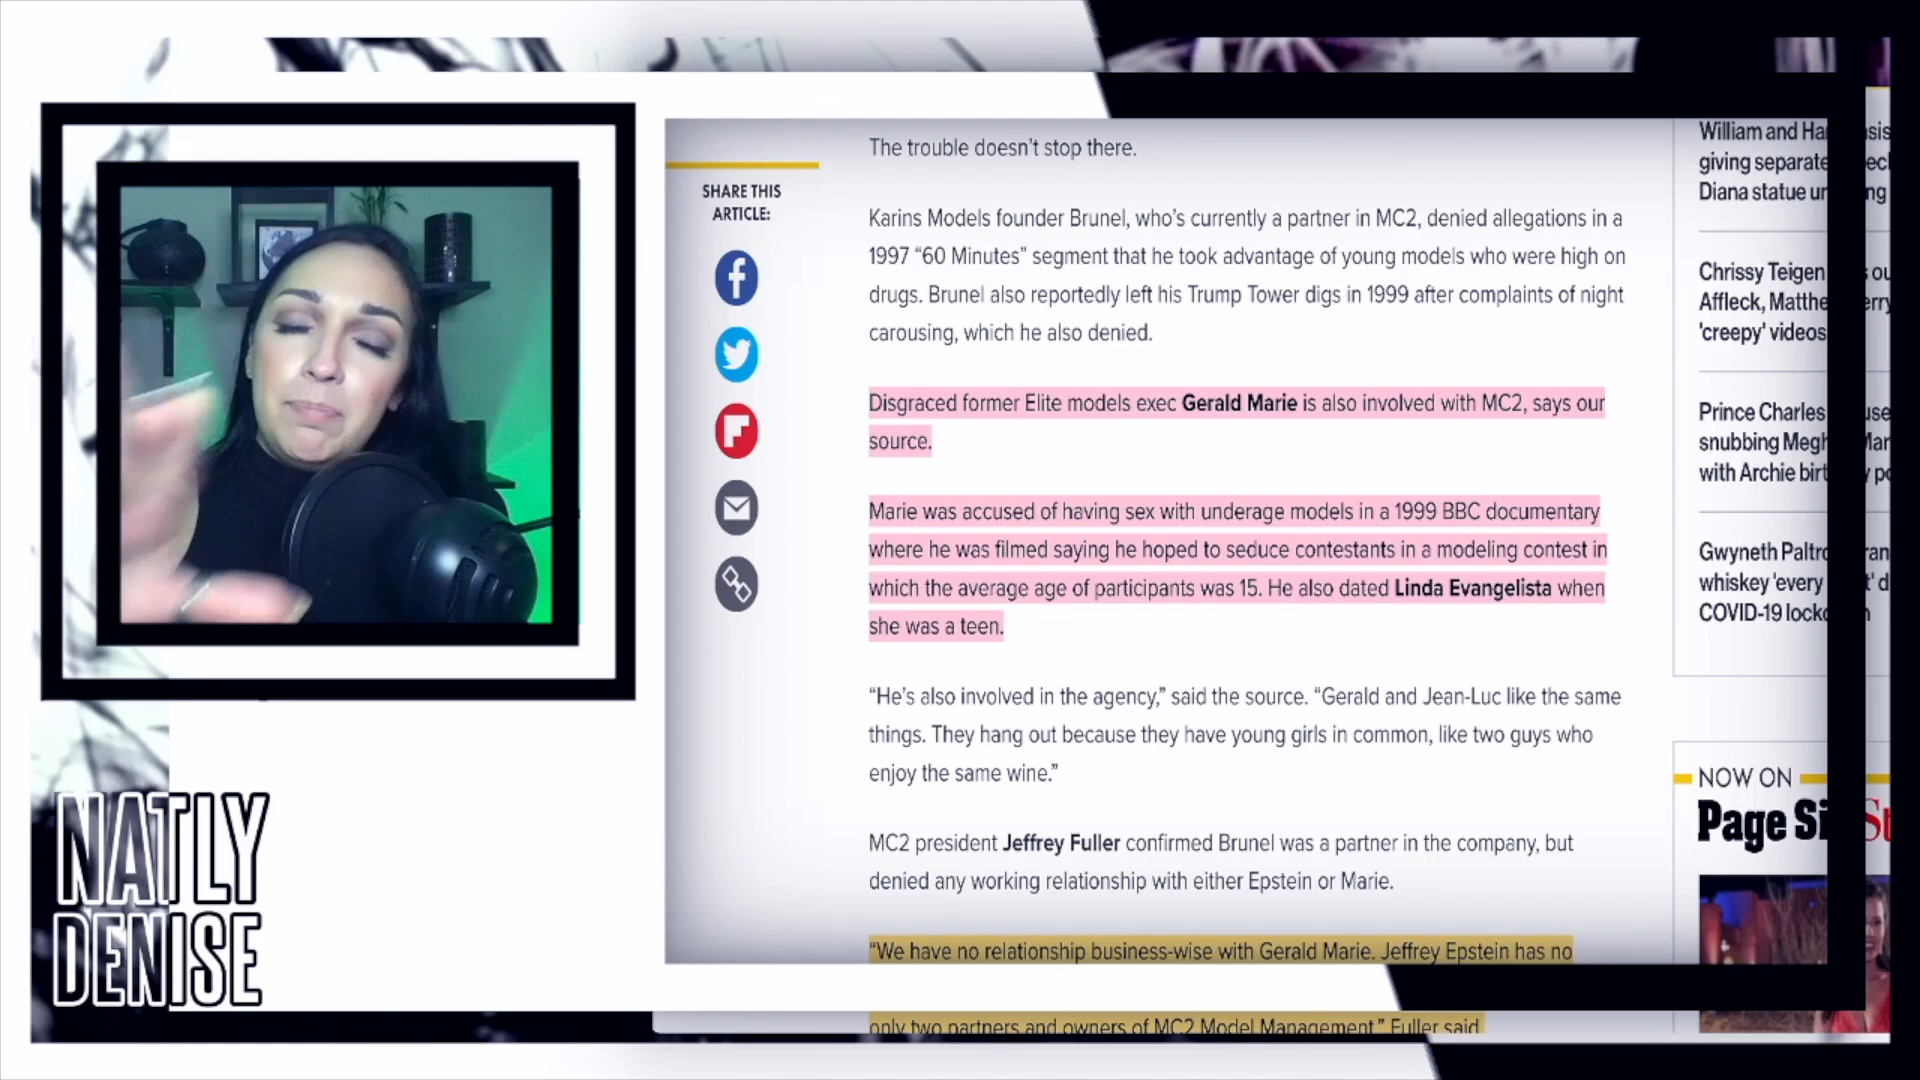 The trouble doesn't stop there.
SHARE THIS
ARTICLE:
Karins Models founder Brunel, who's currently a partner in MC2, denied allegations in a
1997 “60 Minutes” segment that he took advantage of young models who were high on
drugs. Brunel also reportedly left his Trump Tower digs in 1999 after complaints of night
carousing, which he also denied.
Disgraced former Elite models exec Gerald Marie is also involved with MC2, says our
source.
Marie was accused of having sex with underage models in a 1999 BBC documentary
where he was filmed saying he hoped to seduce contestants in a modeling contest in
which the average age of participants was 15. He also dated Linda Evangelista when
she was a teen.
“He's also involved in the agency,” said the source. “Gerald and Jean-Luc like the same
things. They hang out because they have young girls in common, like two guys who
enjoy the same wine.”
MC2 president Jeffrey Fuller confirmed Brunel was a partner in the company, but
denied any working relationship with either Epstein or Marie.
“We have no relationship business-wise with Gerald Marie. Jeffrey Epstein has no
only two partners and owners of MC2 Model Management,” Fuller said
William and
giving separate
Diana statue
Chrissy Teigen
Affleck,
'creepy' videos
Prince Charles
snubbing
with Archie
Gwyneth
whiskey 'every
COVID-19
NOW ON
Page
NATLY
DENISE